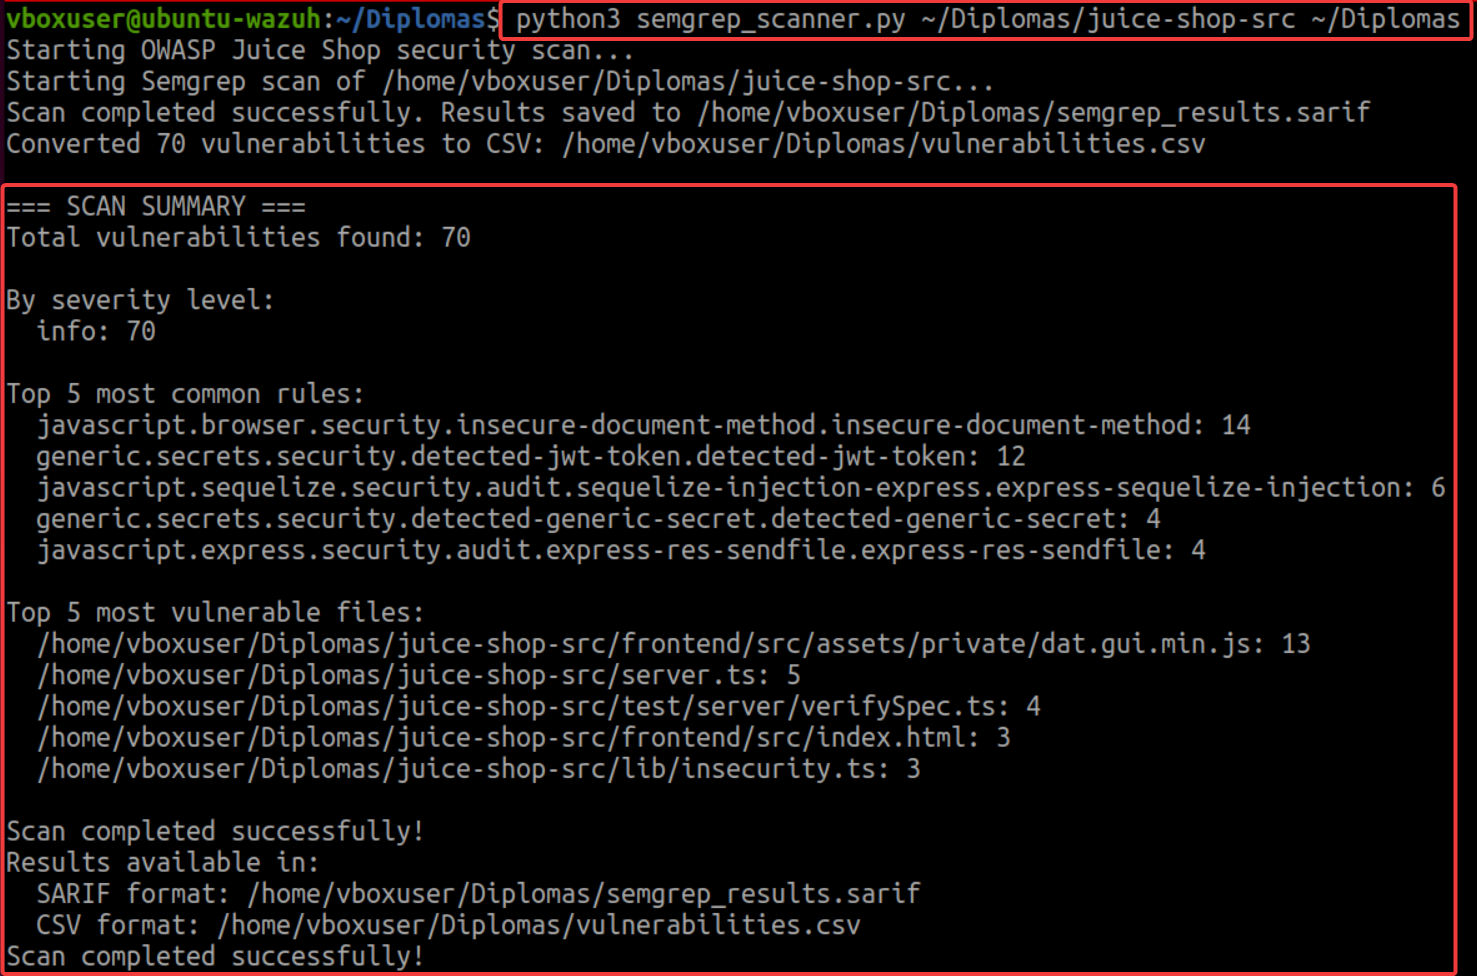 vboxuser@ubuntu-wazuh:~/Diplomas$ python3 semgrep_scanner.py ~/Diplomas/juice-shop-src ~/Diplomas
Starting OWASP Juice Shop security scan...
Starting Semgrep scan of /home/vboxuser/Diplomas/juice-shop-src...
Scan completed successfully. Results saved to /home/vboxuser/Diplomas/semgrep_results.sarif
Converted 70 vulnerabilities to CSV: /home/vboxuser/Diplomas/vulnerabilities.csv
=== SCAN SUMMARY ===
Total vulnerabilities found: 70
By severity level:
info: 70
Top 5 most common rules:
javascript.browser.security.insecure-document-method.insecure-document-method: 14
generic.secrets.security.detected-jwt-token.detected-jwt-token: 12
javascript.sequelize.security.audit.sequelize-injection-express.express-sequelize-injection: 6
generic.secrets.security.detected-generic-secret.detected-generic-secret: 4
javascript.express.security.audit.express-res-sendfile.express-res-sendfile: 4
Top 5 most vulnerable files:
/home/vboxuser/Diplomas/juice-shop-src/frontend/src/assets/private/dat.gui.min.js: 13
/home/vboxuser/Diplomas/juice-shop-src/server.ts: 5
/home/vboxuser/Diplomas/juice-shop-src/test/server/verifySpec.ts: 4
/home/vboxuser/Diplomas/juice-shop-src/frontend/src/index.html: 3
/home/vboxuser/Diplomas/juice-shop-src/lib/insecurity.ts: 3
Scan completed successfully!
Results available in:
SARIF format: /home/vboxuser/Diplomas/semgrep_results.sarif
CSV format: /home/vboxuser/Diplomas/vulnerabilities.csv
Scan completed successfully!